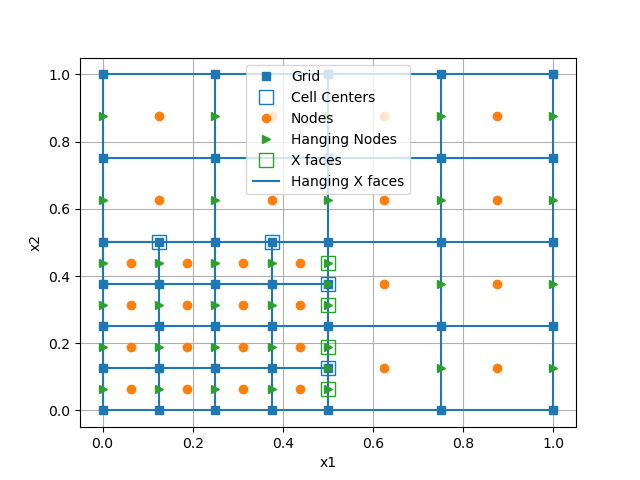 1.0
0.8
0.6
0.4
0.2
0.0
x2
Grid
Cell Centers
Nodes
Hanging Nodes
X faces
Hanging X faces
0.0 0.2 0.4 0.6 0.8 1.0
x1